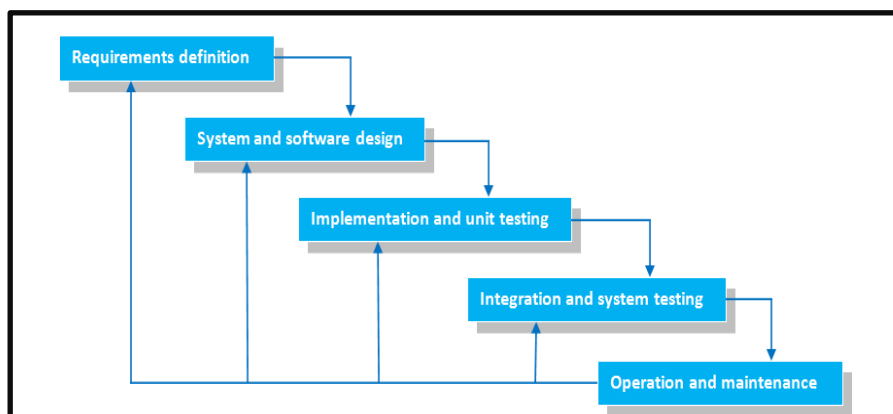 Requirements definition
System and software design
Implementation and unit testing
Integration and system testing
Operation and maintenance